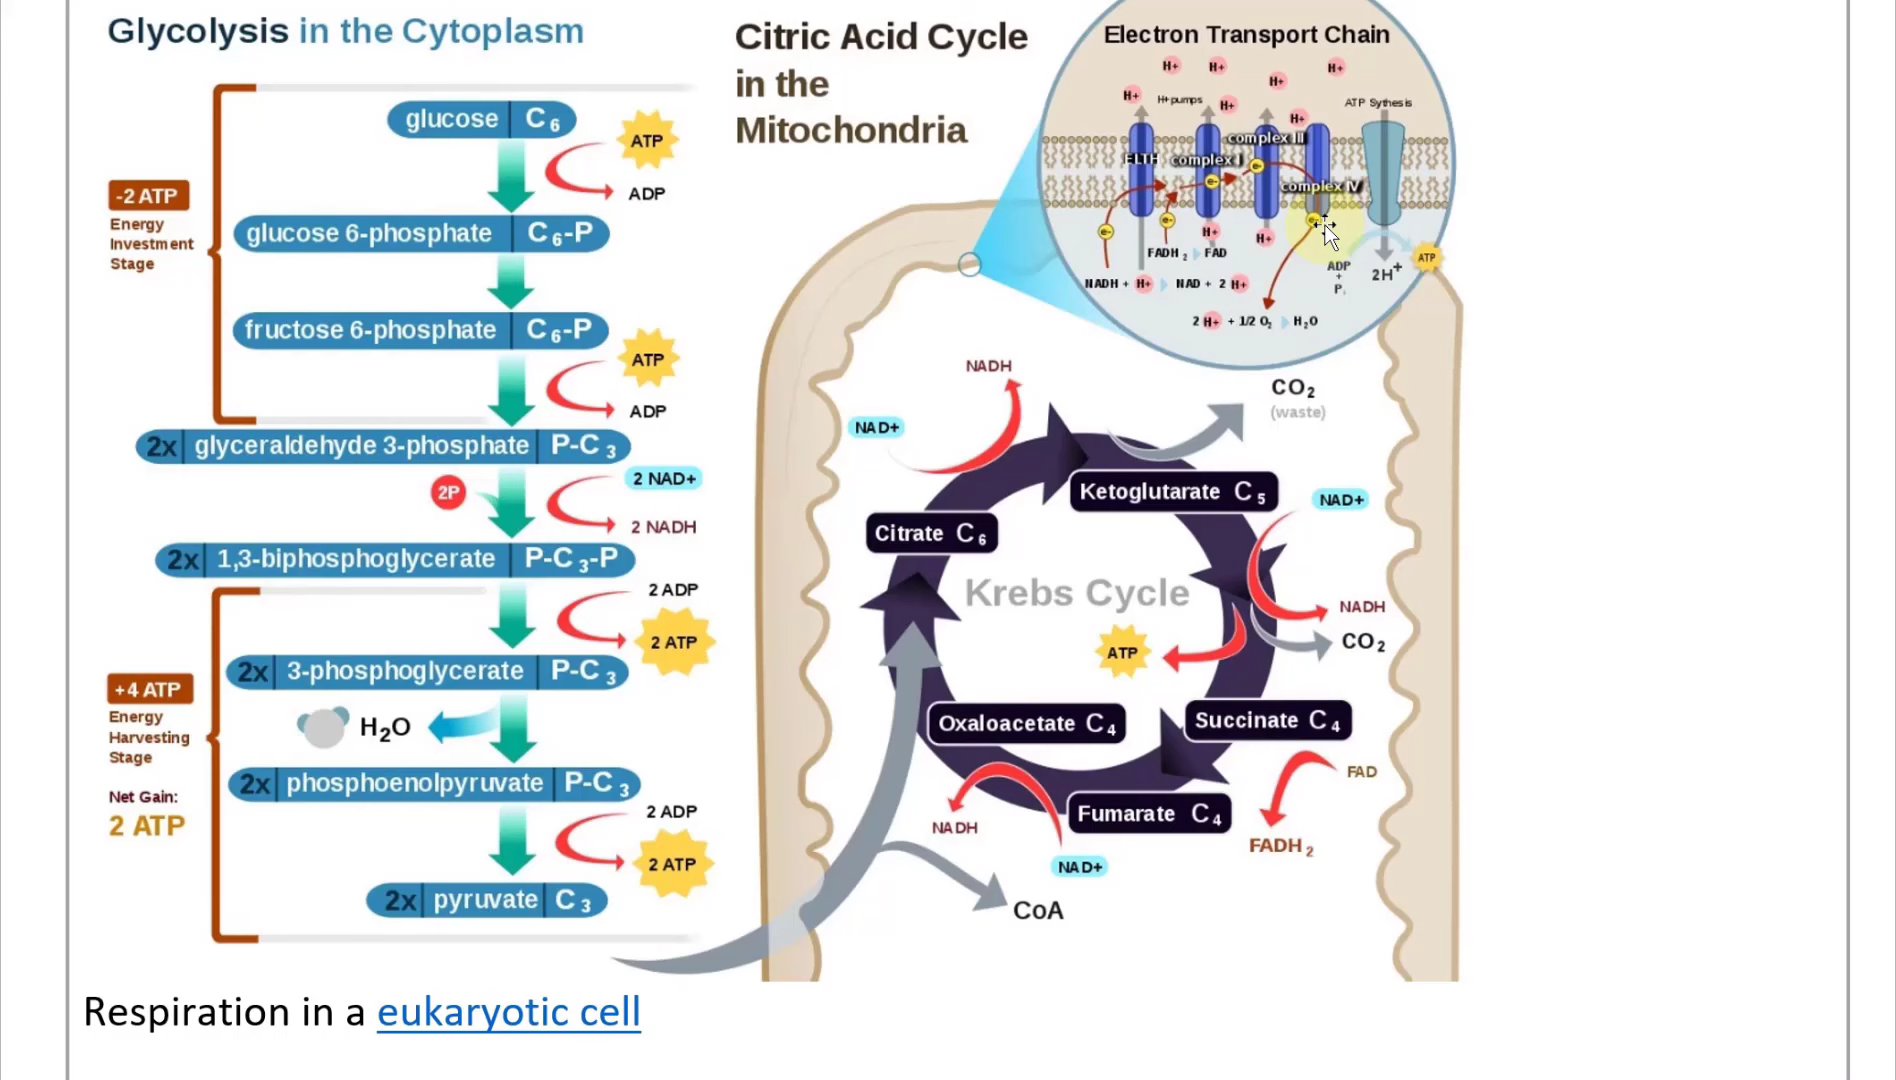 Glycolysis in the Cytoplasm
glucose C6
ATP
ADP
-2 ATP
Energy
Investment
Stage
glucose 6-phosphate C6-P
fructose 6-phosphate C6-P
ATP
ADP
2x glyceraldehyde 3-phosphate P-C3
2P
2 NAD+
2 NADH
2x 1,3-biphosphoglycerate P-C3-P
2 ADP
2 ATP
2x 3-phosphoglycerate P-C3
+4 ATP
Energy
Harvesting
Stage
H2O
Net Gain:
2 ATP
2x phosphoenolpyruvate P-C3
2 ADP
2 ATP
2x pyruvate C3
Citric Acid Cycle
in the
Mitochondria
Electron Transport Chain
H+ H+ H+ H+
H+ H+ pumps H+ H+
ATP Sythesis
complex III
ELTH complex I
complex IV
e- e- e- e- e-
H+ H+
FADH2 FAD
ADP
+
Pi
2H+
ATP
NADH + H+ NAD + 2 H+
2 H+ + 1/2 O2 H2O
NADH
NAD+
CO2
(waste)
Ketoglutarate C5
NAD+
Citrate C6
Krebs Cycle
NADH
CO2
ATP
Oxaloacetate C4
Succinate C4
FAD
Fumarate C4
NADH
FADH2
NAD+
CoA
Respiration in a eukaryotic cell